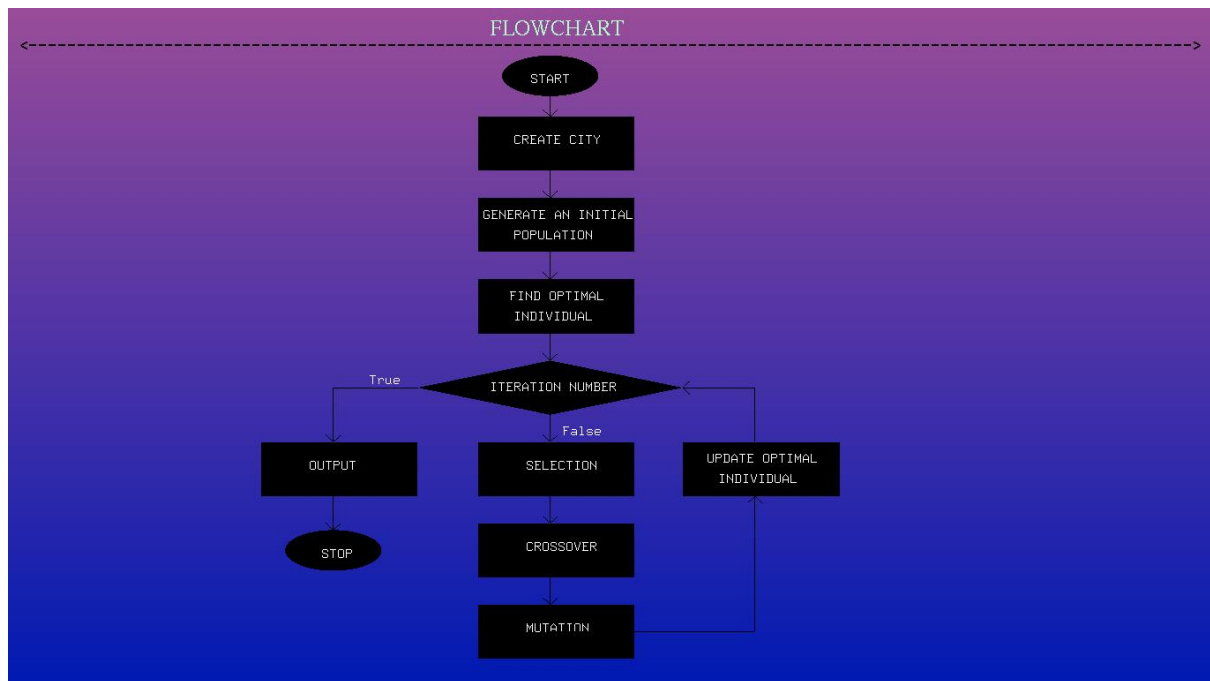 FLOWCHART
START
CREATE CITY
GENERATE AN INITIAL
POPULATION
FIND OPTIMAL
INDIVIDUAL
ITERATION NUMBER
True
False
OUTPUT
SELECTION
UPDATE OPTIMAL
INDIVIDUAL
STOP
CROSSOVER
MUTATION